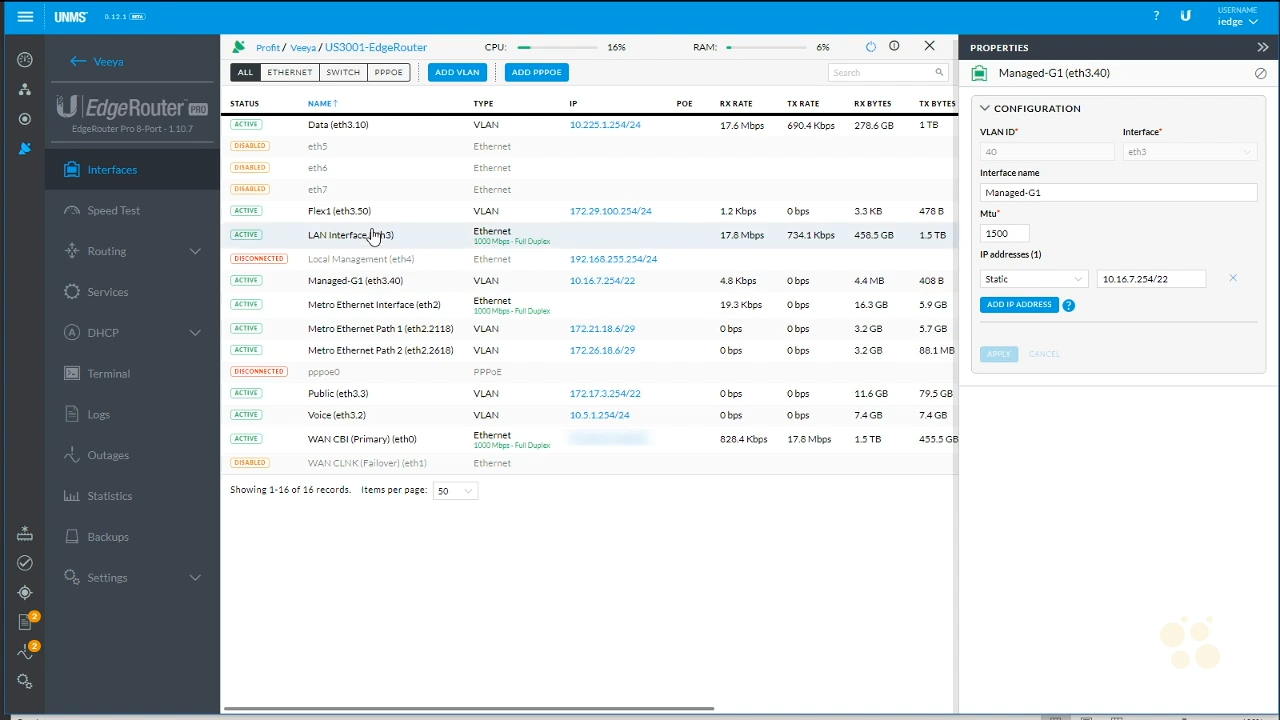 UNMS 0.12.1 BETA
? USERNAME
iedge
Veeya
EdgeRouter PRO
EdgeRouter Pro 8-Port - 1.10.7
Interfaces
Speed Test
Routing
Services
DHCP
Terminal
Logs
Outages
Statistics
Backups
Settings
2
2
Profit / Veeya / US3001-EdgeRouter CPU: 16% RAM: 6%
ALL ETHERNET SWITCH PPPOE ADD VLAN ADD PPPOE Search
STATUS NAME↑ TYPE IP POE RX RATE TX RATE RX BYTES TX BYTES
ACTIVE Data (eth3.10) VLAN 10.225.1.254/24 17.6 Mbps 690.4 Kbps 278.6 GB 1 TB
DISABLED eth5 Ethernet
DISABLED eth6 Ethernet
DISABLED eth7 Ethernet
ACTIVE Flex1 (eth3.50) VLAN 172.29.100.254/24 1.2 Kbps 0 bps 3.3 KB 478 B
ACTIVE LAN Interface h3) Ethernet 17.8 Mbps 734.1 Kbps 458.5 GB 1.5 TB
1000 Mbps - Full Duplex
DISCONNECTED Local Management (eth4) Ethernet 192.168.255.254/24
ACTIVE Managed-G1 (eth3.40) VLAN 10.16.7.254/22 4.8 Kbps 0 bps 4.4 MB 408 B
ACTIVE Metro Ethernet Interface (eth2) Ethernet 19.3 Kbps 0 bps 16.3 GB 5.9 GB
1000 Mbps - Full Duplex
ACTIVE Metro Ethernet Path 1 (eth2.2118) VLAN 172.21.18.6/29 0 bps 0 bps 3.2 GB 5.7 GB
ACTIVE Metro Ethernet Path 2 (eth2.2618) VLAN 172.26.18.6/29 0 bps 0 bps 3.2 GB 88.1 MB
DISCONNECTED pppoe0 PPPoE
ACTIVE Public (eth3.3) VLAN 172.17.3.254/22 0 bps 0 bps 11.6 GB 79.5 GB
ACTIVE Voice (eth3.2) VLAN 10.5.1.254/24 0 bps 0 bps 7.4 GB 7.4 GB
ACTIVE WAN CBI (Primary) (eth0) Ethernet 828.4 Kbps 17.8 Mbps 1.5 TB 455.5 GB
1000 Mbps - Full Duplex
DISABLED WAN CLNK (Failover) (eth1) Ethernet
Showing 1-16 of 16 records. Items per page: 50
PROPERTIES
Managed-G1 (eth3.40)
CONFIGURATION
VLAN ID* Interface*
40 eth3
Interface name
Managed-G1
Mtu*
1500
IP addresses (1)
Static 10.16.7.254/22
ADD IP ADDRESS ?
APPLY CANCEL